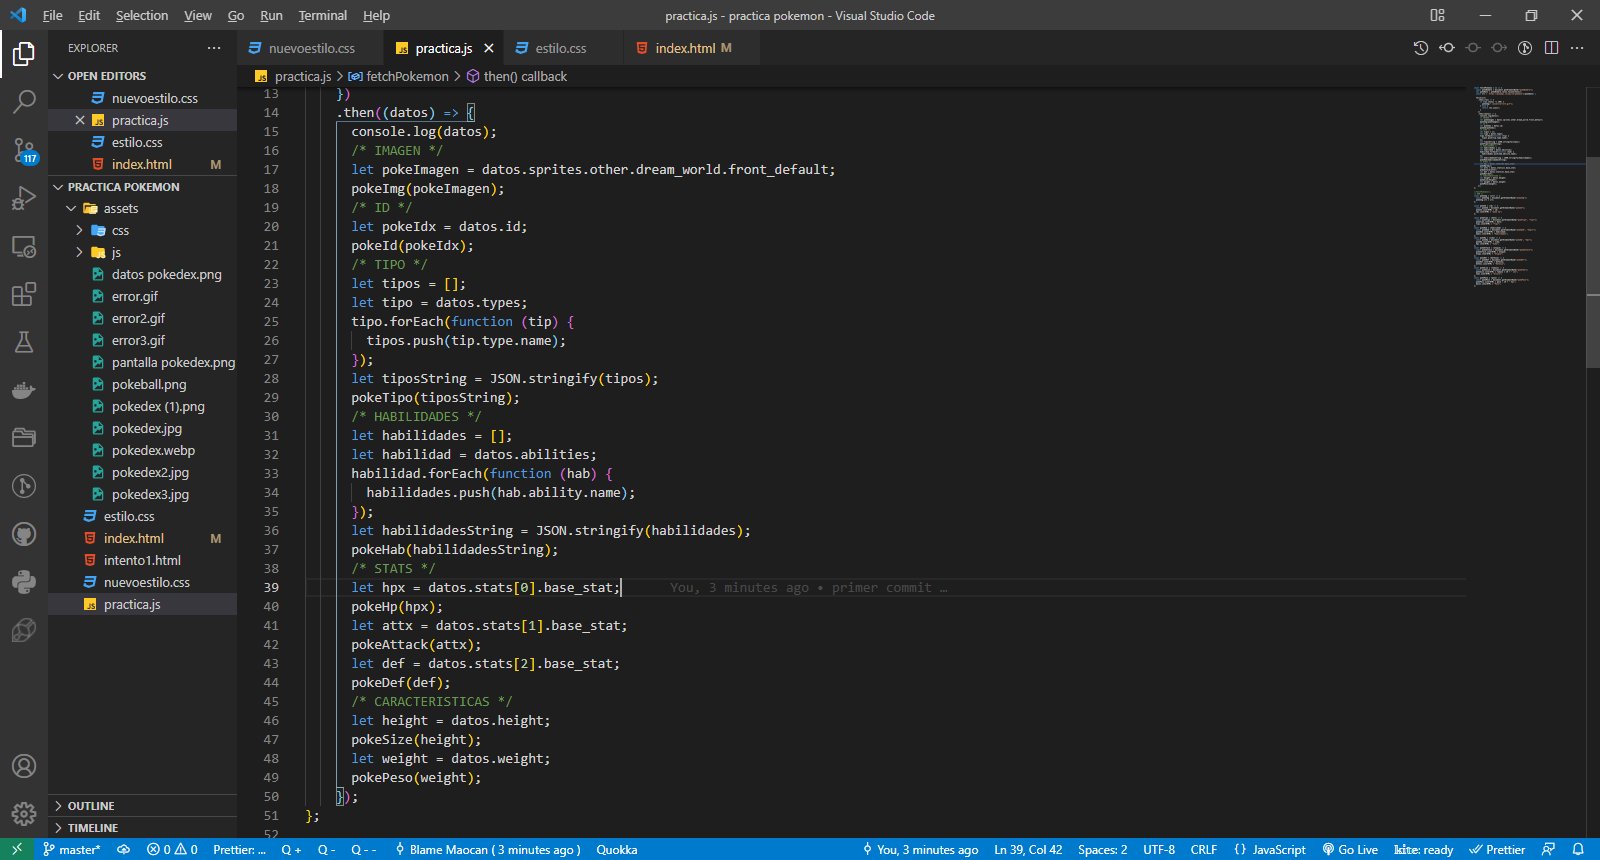 File Edit Selection View Go Run Terminal Help
practica.js - practica pokemon - Visual Studio Code
EXPLORER
OPEN EDITORS
nuevoestilo.css
practica.js
estilo.css
index.html M
PRACTICA POKEMON
assets
css
js
datos pokedex.png
error.gif
error2.gif
error3.gif
pantalla pokedex.png
pokeball.png
pokedex (1).png
pokedex.jpg
pokedex.webp
pokedex2.jpg
pokedex3.jpg
estilo.css
index.html M
intento1.html
nuevoestilo.css
practica.js
OUTLINE
TIMELINE
117
nuevoestilo.css practica.js estilo.css index.html M
practica.js > fetchPokemon > then() callback
13 })
14 .then((datos) => {
15 console.log(datos);
16 /* IMAGEN */
17 let pokeImagen = datos.sprites.other.dream_world.front_default;
18 pokeImg(pokeImagen);
19 /* ID */
20 let pokeIdx = datos.id;
21 pokeId(pokeIdx);
22 /* TIPO */
23 let tipos = [];
24 let tipo = datos.types;
25 tipo.forEach(function (tip) {
26 tipos.push(tip.type.name);
27 });
28 let tiposString = JSON.stringify(tipos);
29 pokeTipo(tiposString);
30 /* HABILIDADES */
31 let habilidades = [];
32 let habilidad = datos.abilities;
33 habilidad.forEach(function (hab) {
34 habilidades.push(hab.ability.name);
35 });
36 let habilidadesString = JSON.stringify(habilidades);
37 pokeHab(habilidadesString);
38 /* STATS */
39 let hpx = datos.stats[0].base_stat; You, 3 minutes ago • primer commit …
40 pokeHp(hpx);
41 let attx = datos.stats[1].base_stat;
42 pokeAttack(attx);
43 let def = datos.stats[2].base_stat;
44 pokeDef(def);
45 /* CARACTERISTICAS */
46 let height = datos.height;
47 pokeSize(height);
48 let weight = datos.weight;
49 pokePeso(weight);
50 });
51 };
52
master* 0 0 Prettier: ... Q + Q - Q - - Blame Maocan ( 3 minutes ago ) Quokka You, 3 minutes ago Ln 39, Col 42 Spaces: 2 UTF-8 CRLF {} JavaScript Go Live kite: ready Prettier